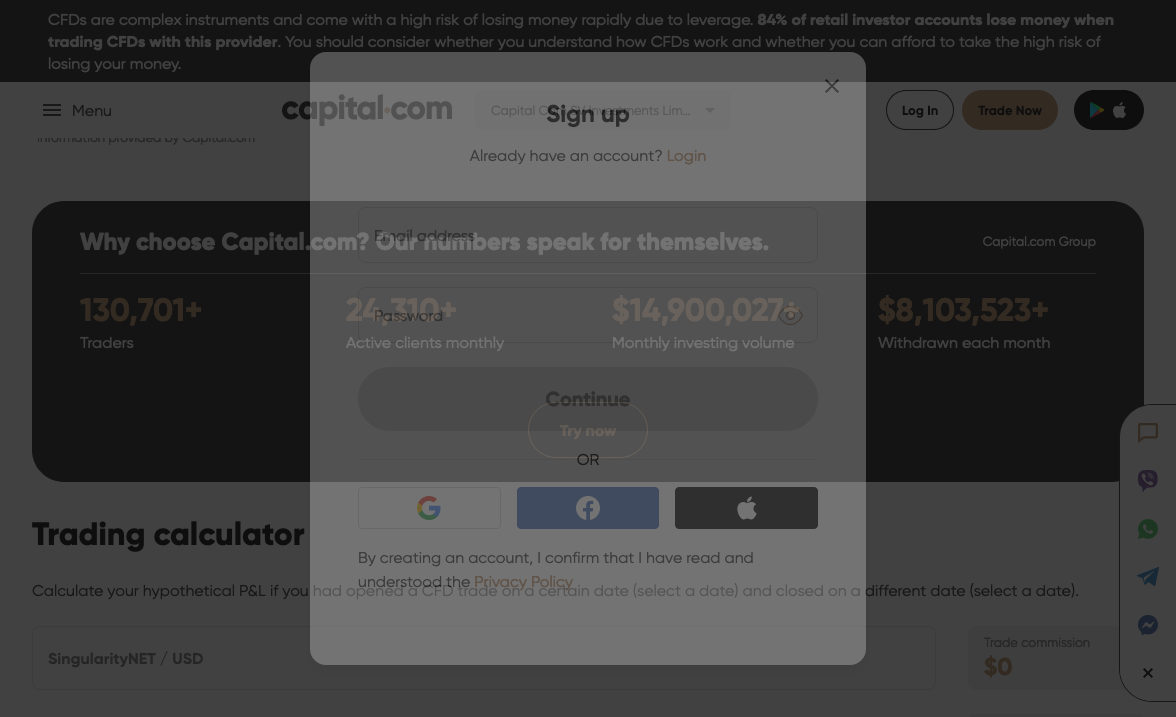 CFDs are complex instruments and come with a high risk of losing money rapidly due to leverage. 84% of retail investor accounts lose money when
trading CFDs with this provider. You should consider whether you understand how CFDs work and whether you can afford to take the high risk of
losing your money.
Menu
capital.com
Log In
Trade Now
Sign up
information provided by Capital.com
Already have an account? Login
Email address
Why choose Capital.com? Our numbers speak for themselves.
Capital.com Group
130,701+
Traders
24,310+
Active clients monthly
$14,900,027+
Monthly investing volume
$8,103,523+
Withdrawn each month
Password
Continue
Try now
OR
Trading calculator
By creating an account, I confirm that I have read and
understood the Privacy Policy
Calculate your hypothetical P&L if you had opened a CFD trade on a certain date (select a date) and closed on a different date (select a date).
SingularityNET / USD
Trade commission
$0